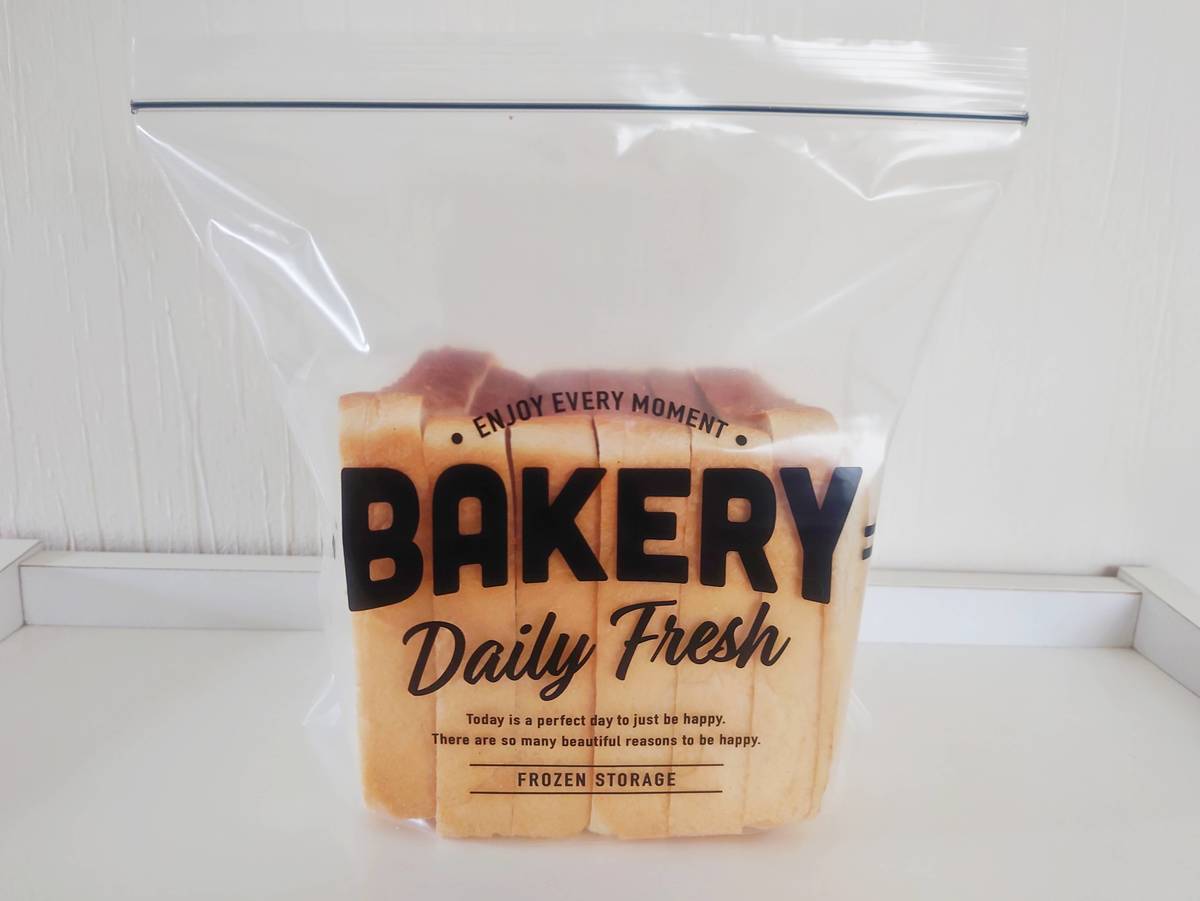 • ENJOY EVERY MOMENT •
BAKERY
Daily Fresh
Today is a perfect day to just be happy.
There are so many beautiful reasons to be happy.
FROZEN STORAGE